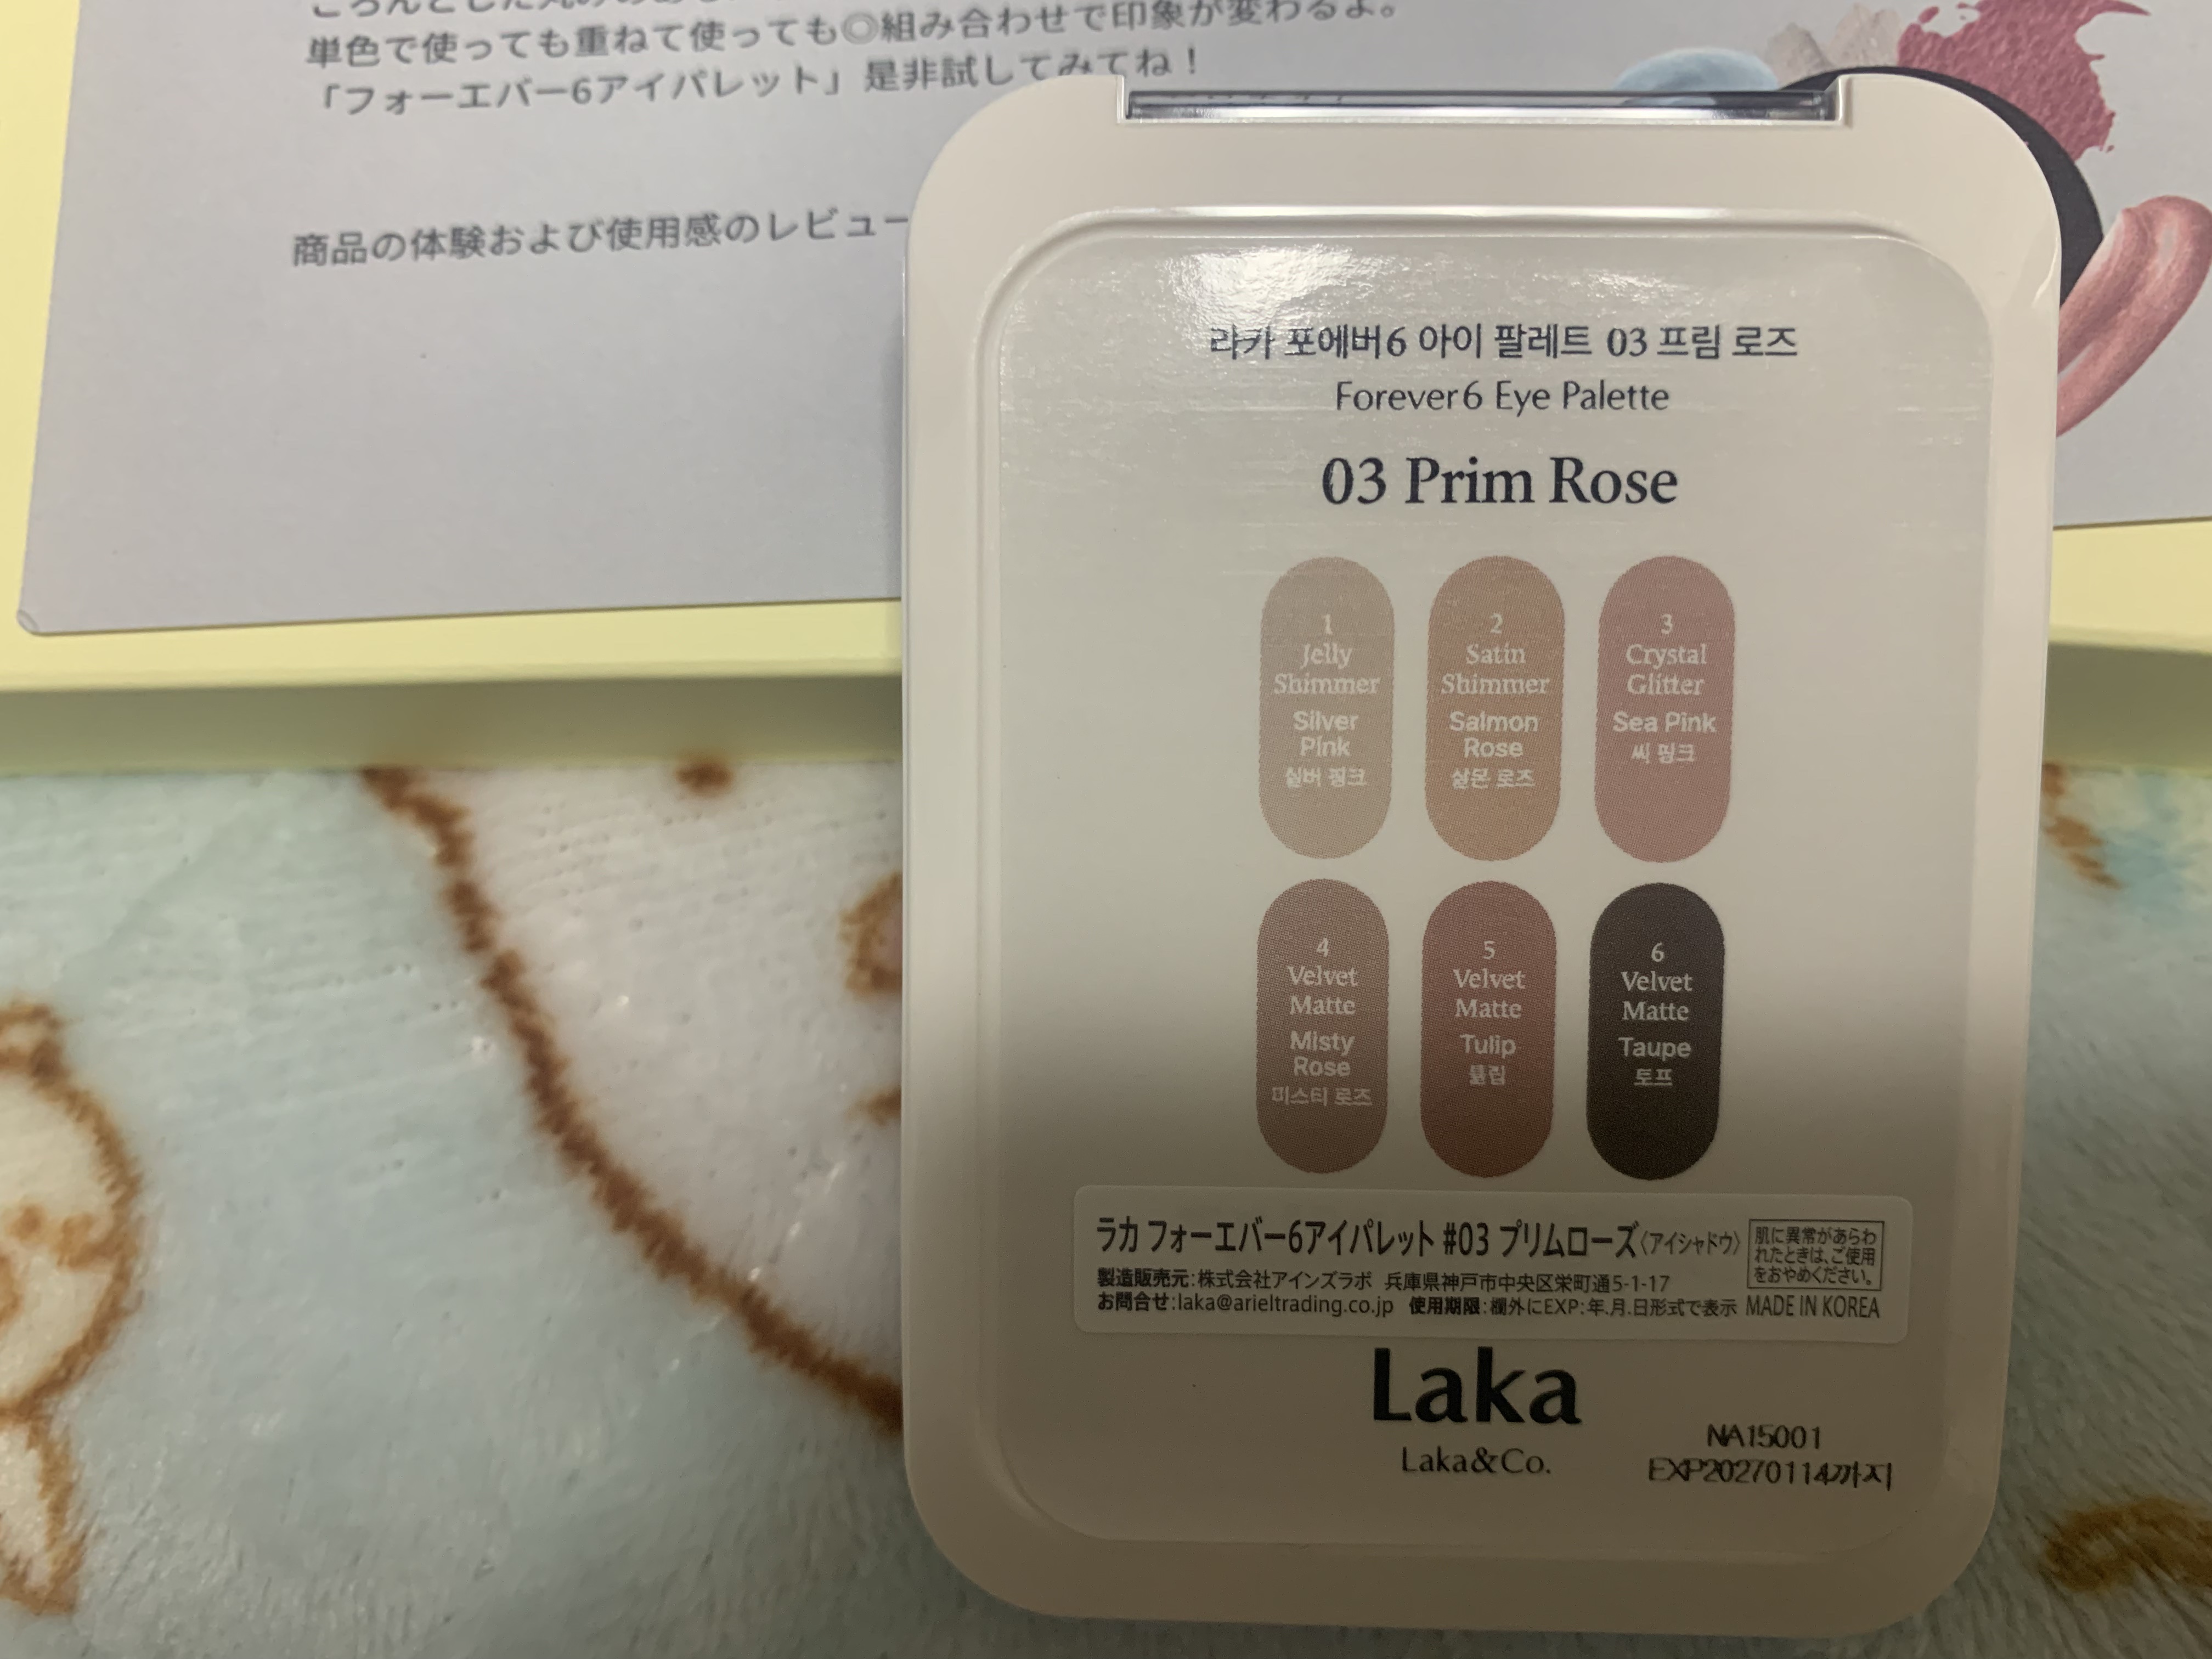 単色で使っても重ねて使っても◎組み合わせで印象が変わるよ。
「フォーエバー6アイパレット」是非試してみてね！
商品の体験および使用感のレビュー
라카 포에버6 아이 팔레트 03 프림 로즈
Forever6 Eye Palette
03 Prim Rose
1
Jelly
Shimmer
Silver
Pink
실버 핑크
2
Satin
Shimmer
Salmon
Rose
살몬 로즈
3
Crystal
Glitter
Sea Pink
씨 핑크
4
Velvet
Matte
Misty
Rose
미스티 로즈
5
Velvet
Matte
Tulip
튤립
6
Velvet
Matte
Taupe
토프
ラカ フォーエバー6アイパレット #03 プリムローズ〈アイシャドウ〉
製造販売元:株式会社アインズラボ 兵庫県神戸市中央区栄町通5-1-17
お問合せ:laka@arieltrading.co.jp 使用期限:欄外にEXP:年.月.日形式で表示
肌に異常があらわ
れたときは、ご使用
をおやめください。
MADE IN KOREA
Laka
Laka&Co.
NA15001
EXP20270114까지